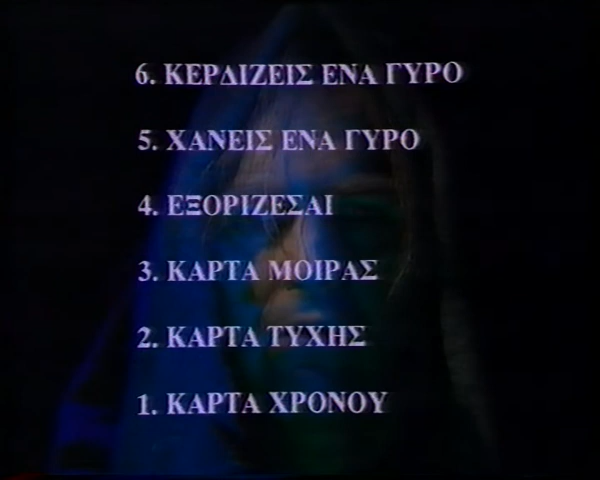 6. ΚΕΡΔΙΖΕΙΣ ΕΝΑ ΓΥΡΟ
5. ΧΑΝΕΙΣ ΕΝΑ ΓΥΡΟ
4. ΕΞΟΡΙΖΕΣΑΙ
3. ΚΑΡΤΑ ΜΟΙΡΑΣ
2. ΚΑΡΤΑ ΤΥΧΗΣ
1. ΚΑΡΤΑ ΧΡΟΝΟΥ